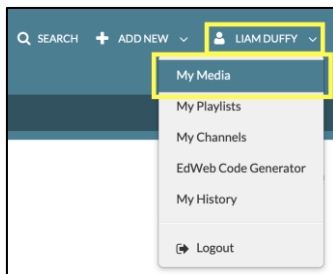 SEARCH ADD NEW LIAM DUFFY
My Media
My Playlists
My Channels
EdWeb Code Generator
My History
Logout